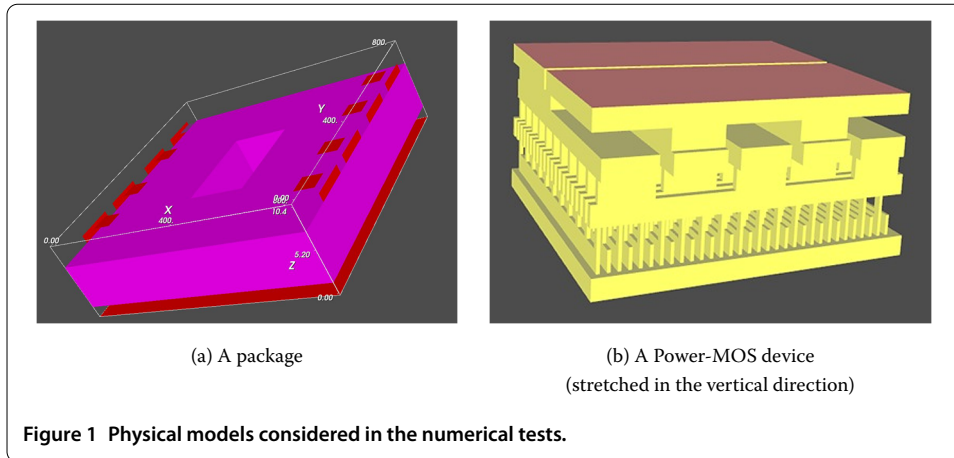 800.
Y
400.
0.00
0.00
10.4
X
400.
0.00
5.20
Z
0.00
(a) A package
(b) A Power-MOS device
(stretched in the vertical direction)
Figure 1 Physical models considered in the numerical tests.